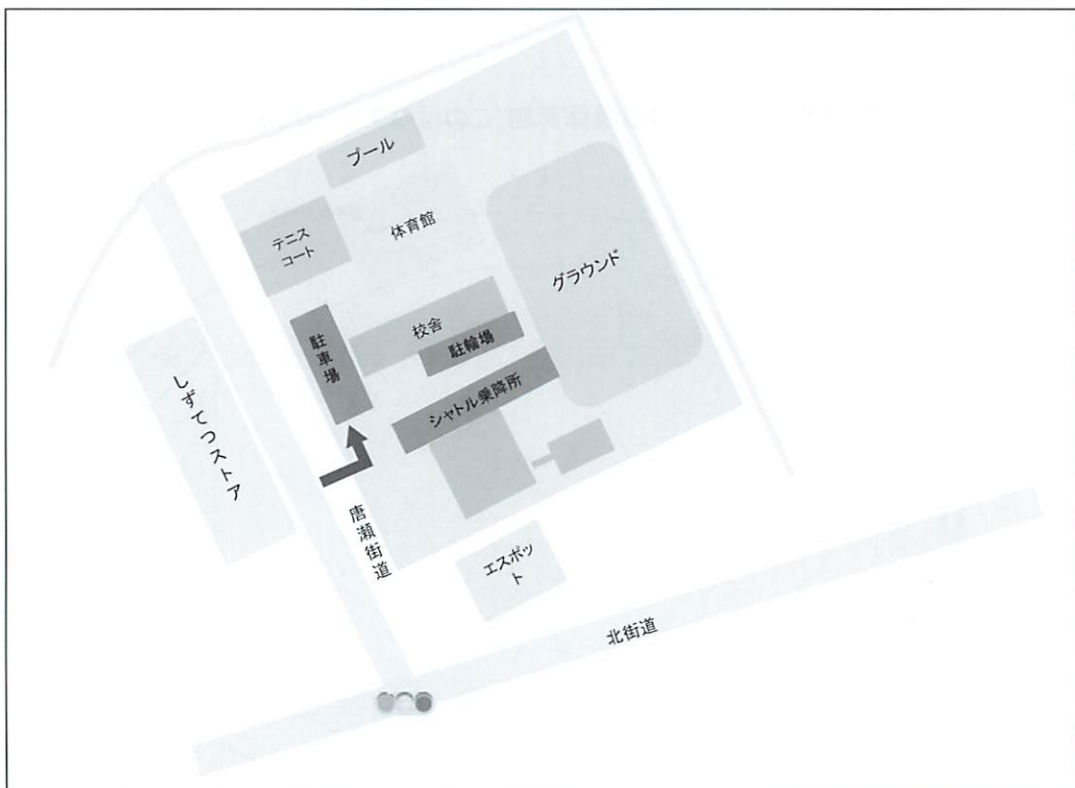 プール
テニス
コート
体育館
グラウンド
校舎
駐輪場
駐車場
シャトル乗降所
しずてつストア
唐瀬街道
エスポッ
ト
北街道